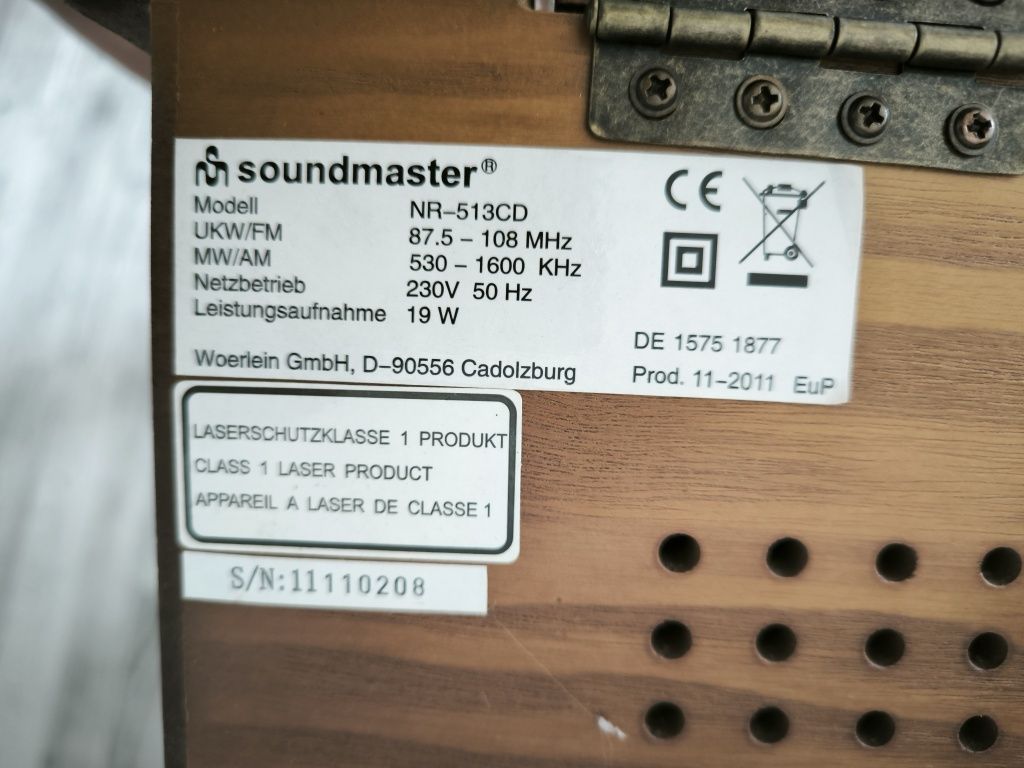 soundmaster®
Modell NR–513CD
UKW/FM 87.5 – 108 MHz
MW/AM 530 – 1600 KHz
Netzbetrieb 230V 50 Hz
Leistungsaufnahme 19 W
Woerlein GmbH, D–90556 Cadolzburg
CE
DE 1575 1877
Prod. 11–2011 EuP
LASERSCHUTZKLASSE 1 PRODUKT
CLASS 1 LASER PRODUCT
APPAREIL A LASER DE CLASSE 1
S/N:11110208